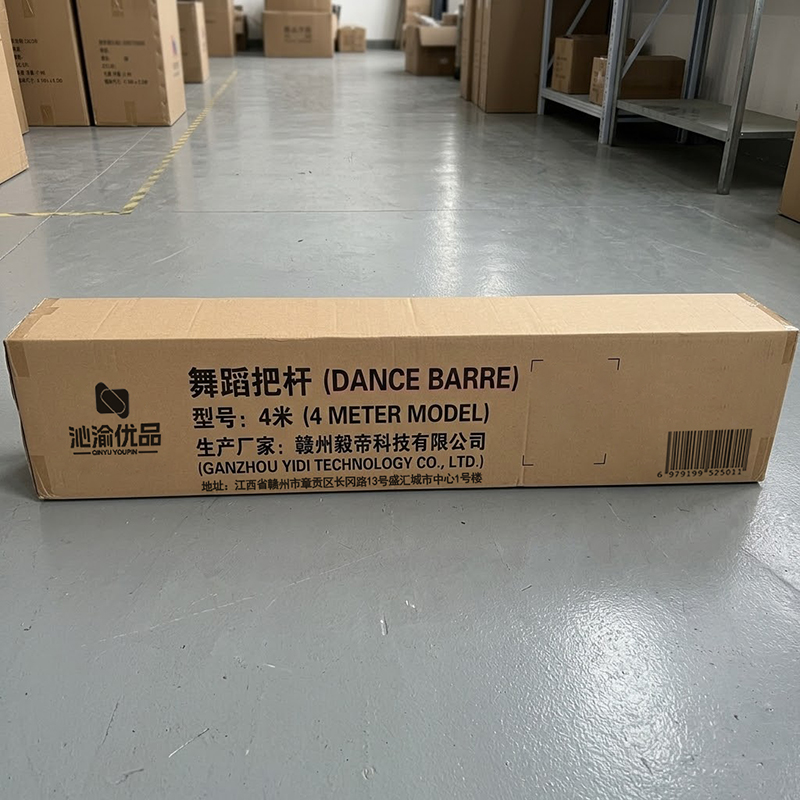 沁渝优品
QINYU YOUPIN
舞蹈把杆 (DANCE BARRE)
型号：4米 (4 METER MODEL)
生产厂家：赣州毅帝科技有限公司
(GANZHOU YIDI TECHNOLOGY CO., LTD.)
地址：江西省赣州市章贡区长冈路13号盛汇城市中心1号楼
6 979199 525011